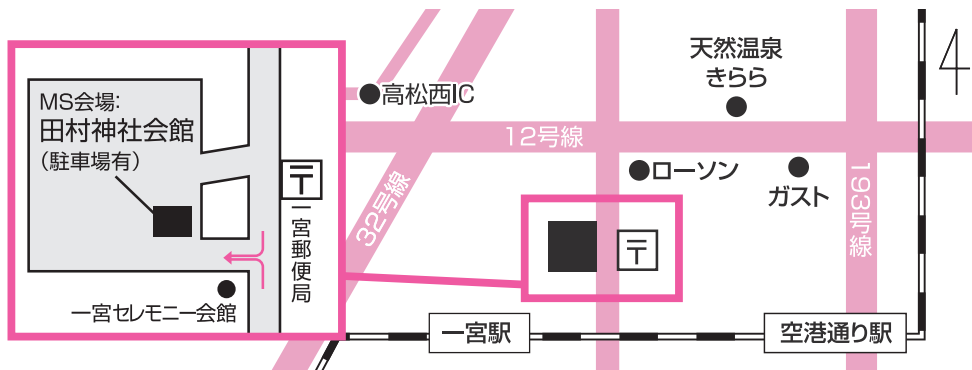 MS会場:
田村神社会館
(駐車場有)
〒
一宮郵便局
一宮セレモニー会館
高松西IC
32号線
12号線
天然温泉
きらら
ローソン
ガスト
193号線
〒
一宮駅
空港通り駅